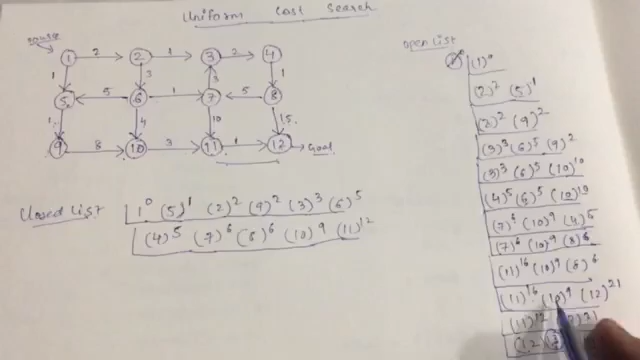 Uniform Cost Search
source
open List
1 2 2 1 3 2 4
1 3 3 1
5 5 6 1 7 5 8
1 4 10 1.5
9 8 10 3 11 1 12 Goal
Closed List 1⁰ (5)¹ (2)² (9)² (3)³ (6)⁵
(4)⁵ (7)⁶ (8)⁶ (10)⁹ (11)¹²
(1)⁰
(2)² (5)¹
(2)² (9)²
(3)³ (6)⁵ (9)²
(3)³ (6)⁵ (10)¹⁰
(4)⁵ (6)⁵ (10)¹⁰
(7)⁶ (10)⁹ (4)⁵
(7)⁶ (10)⁹ (8)⁶
(11)¹⁶ (10)⁹ (8)⁶
(11)¹⁶ (10)⁹ (12)²¹
(11)¹²